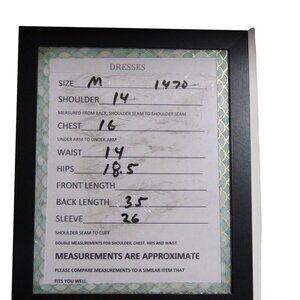 DRESSES
SIZE M 1470
SHOULDER 14
MEASURED FROM BACK, SHOULDER SEAM TO SHOULDER SEAM
CHEST 16
UNDER ARM TO UNDER ARM
WAIST 14
HIPS 18.5
FRONT LENGTH
BACK LENGTH 35
SLEEVE 26
SHOULDER SEAM TO CUFF
DOUBLE MEASUREMENTS FOR SHOULDER, CHEST, HIPS AND WAIST.
MEASUREMENTS ARE APPROXIMATE
PLEASE COMPARE MEASUREMENTS TO A SIMILAR ITEM THAT
FITS YOU WELL.